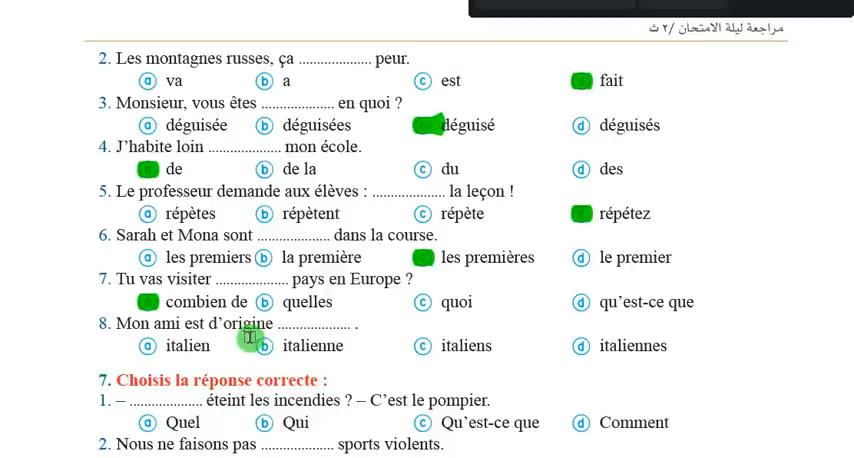 مراجعة ليلة الامتحان /٢ ث
2. Les montagnes russes, ça .................... peur.
a va b a c est fait
3. Monsieur, vous êtes .................... en quoi ?
a déguisée b déguisées déguisé d déguisés
4. J’habite loin .................... mon école.
de b de la c du d des
5. Le professeur demande aux élèves : .................... la leçon !
a répètes b répètent c répète répétez
6. Sarah et Mona sont .................... dans la course.
a les premiers b la première les premières d le premier
7. Tu vas visiter .................... pays en Europe ?
combien de b quelles c quoi d qu’est-ce que
8. Mon ami est d’origine .................... .
a italien b italienne c italiens d italiennes
7. Choisis la réponse correcte :
1. – .................... éteint les incendies ? – C’est le pompier.
a Quel b Qui c Qu’est-ce que d Comment
2. Nous ne faisons pas .................... sports violents.